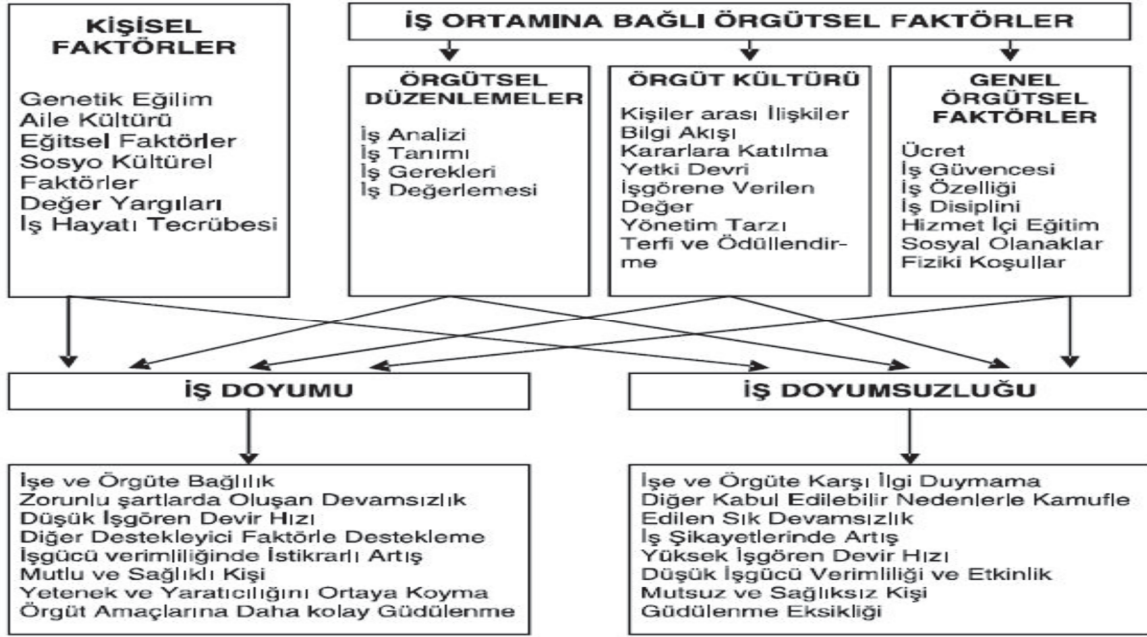 KİŞİSEL
FAKTÖRLER
Genetik Eğilim
Aile Kültürü
Eğitsel Faktörler
Sosyo Kültürel
Faktörler
Değer Yargıları
İş Hayatı Tecrübesi
İŞ ORTAMINA BAĞLI ÖRGÜTSEL FAKTÖRLER
ÖRGÜTSEL
DÜZENLEMELER
İş Analizi
İş Tanımı
İş Gerekleri
İş Değerlemesi
ÖRGÜT KÜLTÜRÜ
Kişiler arası İlişkiler
Bilgi Akışı
Kararlara Katılma
Yetki Devri
İşgörene Verilen
Değer
Yönetim Tarzı
Terfi ve Ödüllendir-
me
GENEL
ÖRGÜTSEL
FAKTÖRLER
Ücret
İş Güvencesi
İş Özelliği
İş Disiplini
Hizmet İçi Eğitim
Sosyal Olanaklar
Fiziki Koşullar
İŞ DOYUMU
İŞ DOYUMSUZLUĞU
İşe ve Örgüte Bağlılık
Zorunlu şartlarda Oluşan Devamsızlık
Düşük İşgören Devir Hızı
Diğer Destekleyici Faktörle Destekleme
İşgücü verimliliğinde İstikrarlı Artış
Mutlu ve Sağlıklı Kişi
Yetenek ve Yaratıcılığını Ortaya Koyma
Örgüt Amaçlarına Daha kolay Güdülenme
İşe ve Örgüte Karşı İlgi Duymama
Diğer Kabul Edilebilir Nedenlerle Kamufle
Edilen Sık Devamsızlık
İş Şikayetlerinde Artış
Yüksek İşgören Devir Hızı
Düşük İşgücü Verimliliği ve Etkinlik
Mutsuz ve Sağlıksız Kişi
Güdülenme Eksikliği